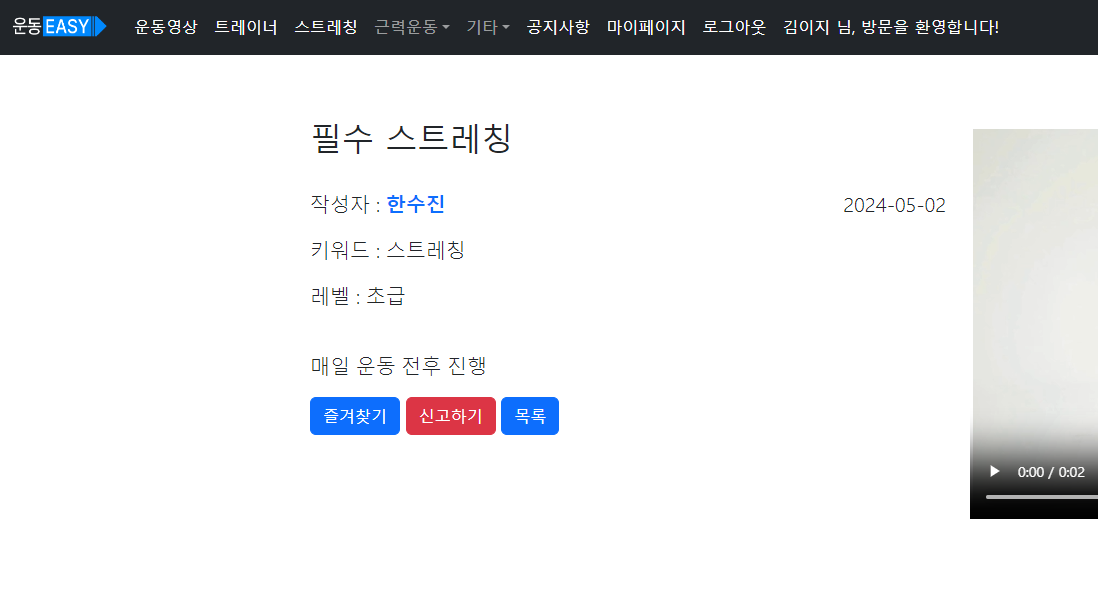 운동EASY 운동영상 트레이너 스트레칭 근력운동 기타 공지사항 마이페이지 로그아웃 김이지 님, 방문을 환영합니다!
필수 스트레칭
작성자 : 한수진 2024-05-02
키워드 : 스트레칭
레벨 : 초급
매일 운동 전후 진행
즐겨찾기 신고하기 목록
0:00 / 0:02